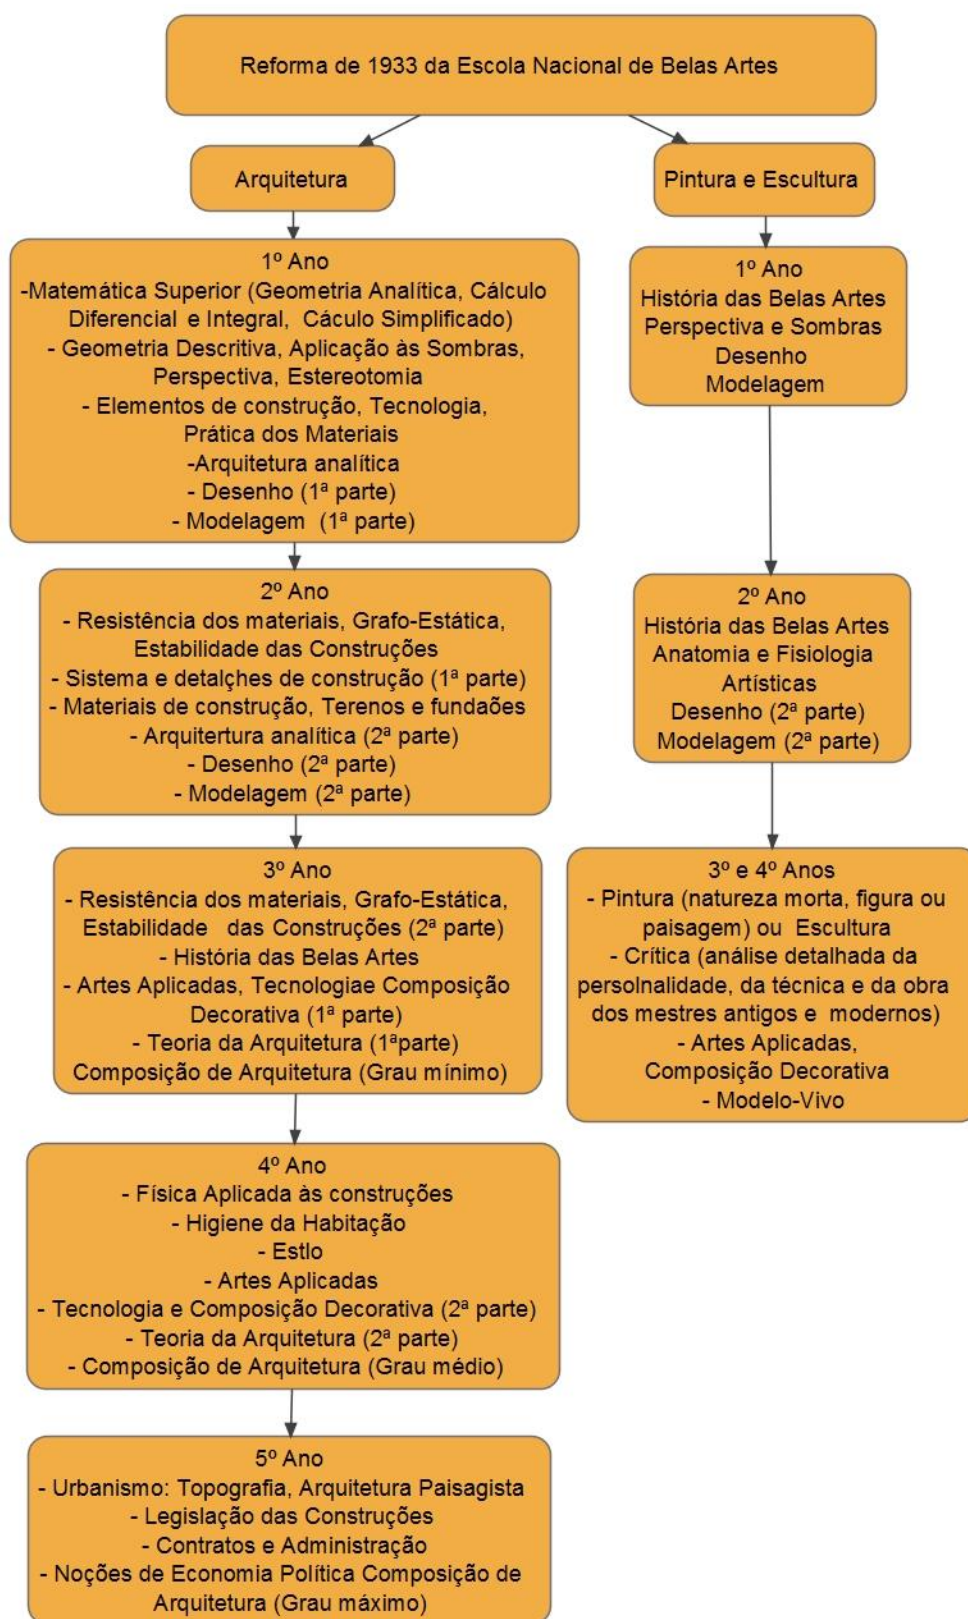 Reforma de 1933 da Escola Nacional de Belas Artes
Arquitetura
1º Ano
-Matemática Superior (Geometria Analítica, Cálculo
Diferencial e Integral, Cáculo Simplificado)
- Geometria Descritiva, Aplicação às Sombras,
Perspectiva, Estereotomia
- Elementos de construção, Tecnologia,
Prática dos Materiais
-Arquitetura analítica
- Desenho (1ª parte)
- Modelagem (1ª parte)
2º Ano
- Resistência dos materiais, Grafo-Estática,
Estabilidade das Construções
- Sistema e detalçhes de construção (1ª parte)
- Materiais de construção, Terenos e fundaões
- Arquitertura analítica (2ª parte)
- Desenho (2ª parte)
- Modelagem (2ª parte)
3º Ano
- Resistência dos materiais, Grafo-Estática,
Estabilidade das Construções (2ª parte)
- História das Belas Artes
- Artes Aplicadas, Tecnologiae Composição
Decorativa (1ª parte)
- Teoria da Arquitetura (1ªparte)
Composição de Arquitetura (Grau mínimo)
4º Ano
- Física Aplicada às construções
- Higiene da Habitação
- Estlo
- Artes Aplicadas
- Tecnologia e Composição Decorativa (2ª parte)
- Teoria da Arquitetura (2ª parte)
- Composição de Arquitetura (Grau médio)
5º Ano
- Urbanismo: Topografia, Arquitetura Paisagista
- Legislação das Construções
- Contratos e Administração
- Noções de Economia Política Composição de
Arquitetura (Grau máximo)
Pintura e Escultura
1º Ano
História das Belas Artes
Perspectiva e Sombras
Desenho
Modelagem
2º Ano
História das Belas Artes
Anatomia e Fisiologia
Artísticas
Desenho (2ª parte)
Modelagem (2ª parte)
3º e 4º Anos
- Pintura (natureza morta, figura ou
paisagem) ou Escultura
- Crítica (análise detalhada da
persolnalidade, da técnica e da obra
dos mestres antigos e modernos)
- Artes Aplicadas,
Composição Decorativa
- Modelo-Vivo